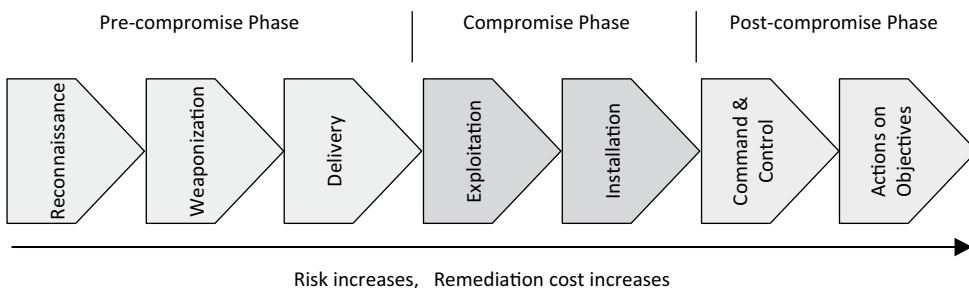 Pre-compromise Phase
Compromise Phase
Post-compromise Phase
Reconnaissance
Weaponization
Delivery
Exploitation
Installation
Command &
Control
Actions on
Objectives
Risk increases, Remediation cost increases